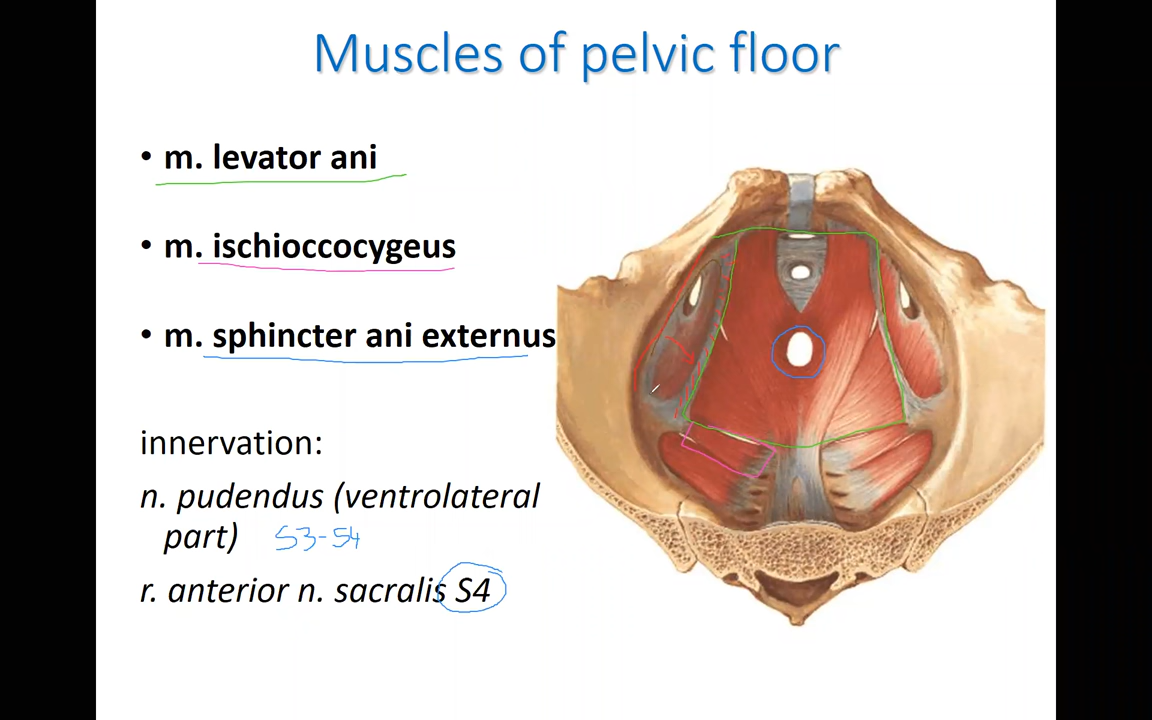 Muscles of pelvic floor
• m. levator ani
• m. ischioccocygeus
• m. sphincter ani externus
innervation:
n. pudendus (ventrolateral
part) S3-S4
r. anterior n. sacralis S4